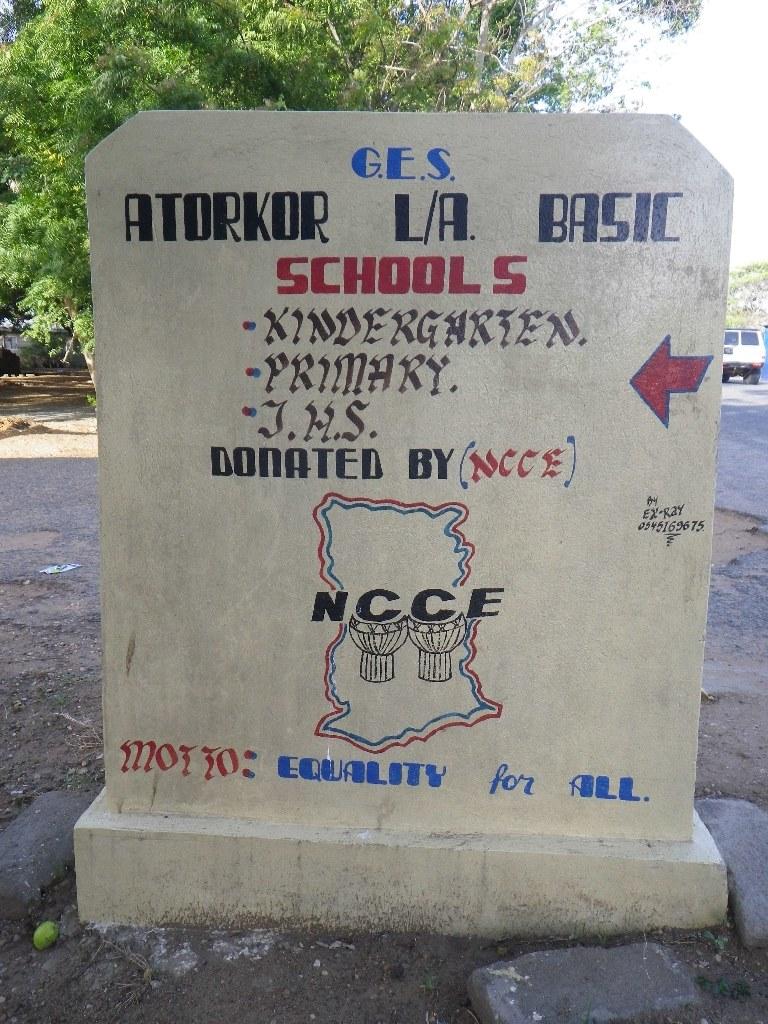 G.E.S.
ATORKOR L/A. BASIC
SCHOOLS
• KINDERGARTEN.
• PRIMARY.
• J.H.S.
DONATED BY (NCCE)
BY
EX-RAY
0545169675
NCCE
MOTTO: EQUALITY for ALL.